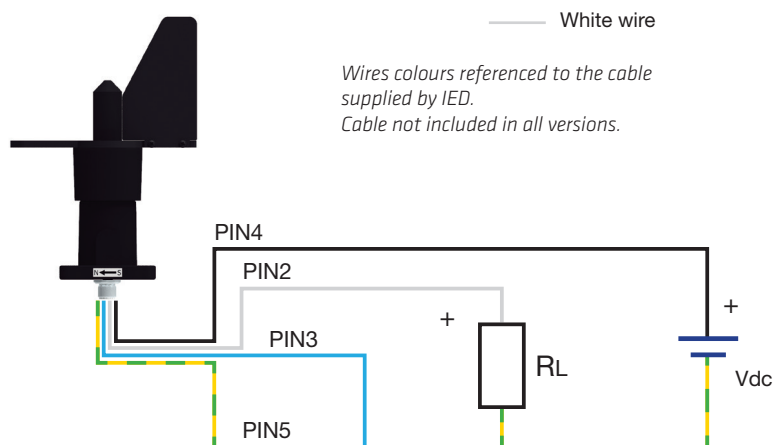 White wire
Wires colours referenced to the cable
supplied by IED.
Cable not included in all versions.
PIN4
N S
PIN2
+
+
PIN3
RL
Vdc
PIN5